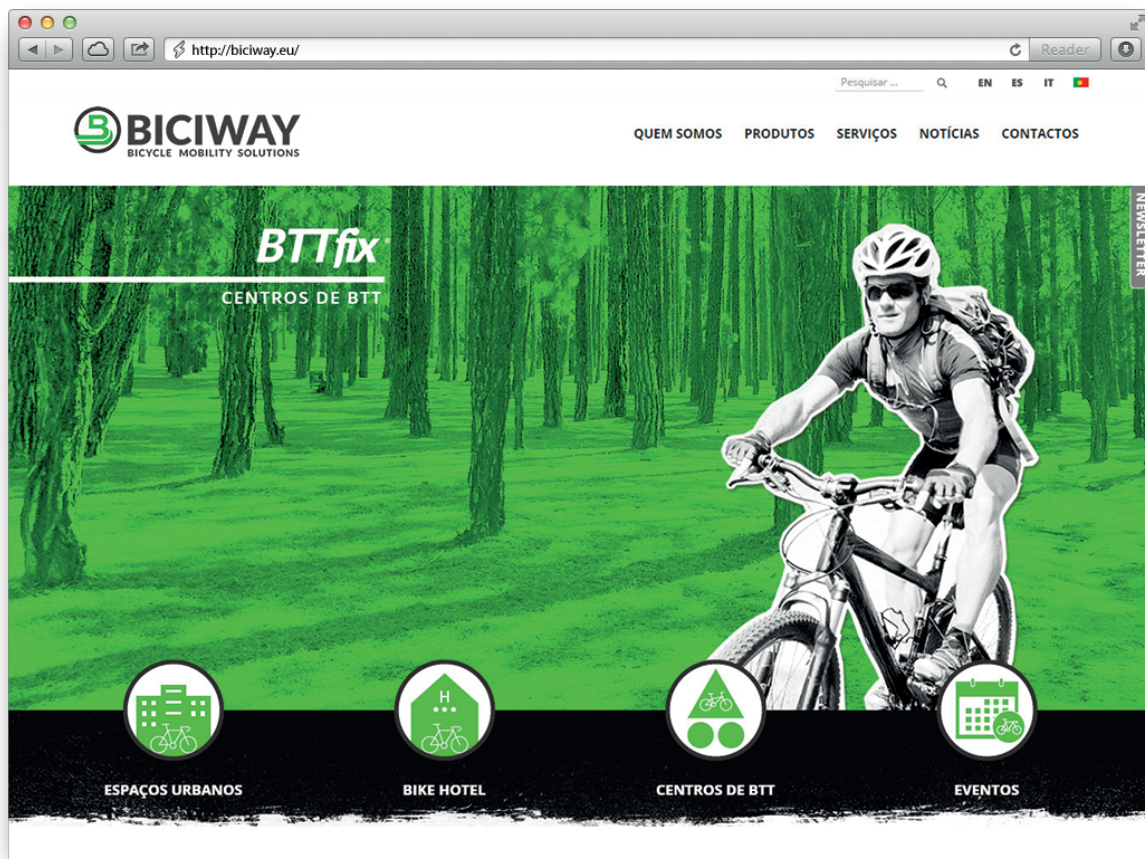 http://biciway.eu/
Reader
Pesquisar ...
EN ES IT
B BICIWAY
BICYCLE MOBILITY SOLUTIONS
QUEM SOMOS PRODUTOS SERVIÇOS NOTÍCIAS CONTACTOS
NEWSLETTER
BTTfix
CENTROS DE BTT
H
ESPAÇOS URBANOS
BIKE HOTEL
CENTROS DE BTT
EVENTOS